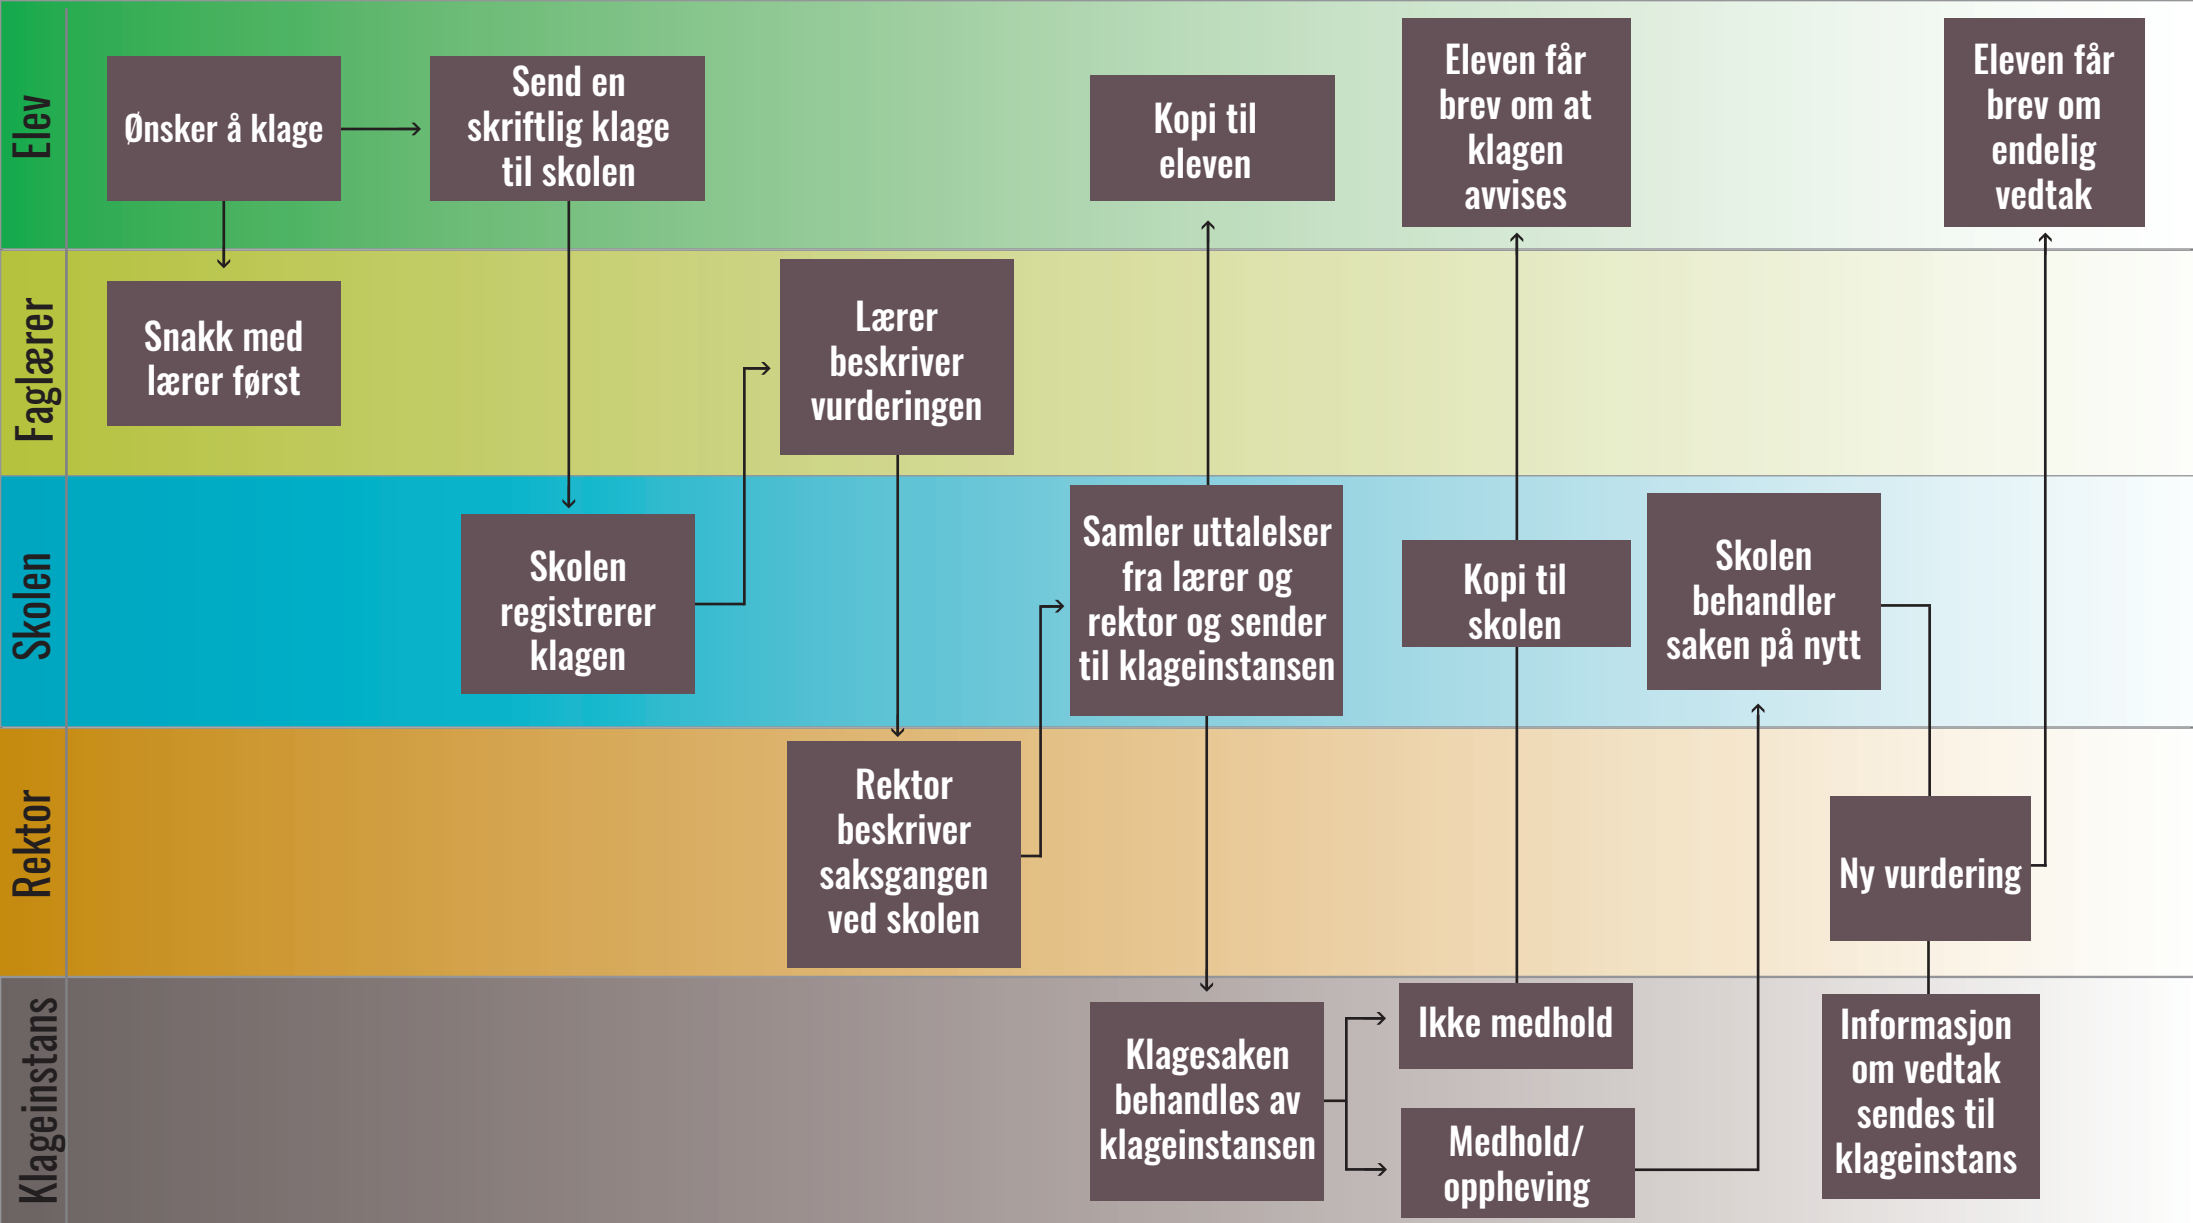 Elev
Ønsker å klage
Send en
skriftlig klage
til skolen
Kopi til
eleven
Eleven får
brev om at
klagen
avvises
Eleven får
brev om
endelig
vedtak
Faglærer
Snakk med
lærer først
Lærer
beskriver
vurderingen
Skolen
Skolen
registrerer
klagen
Samler uttalelser
fra lærer og
rektor og sender
til klageinstansen
Kopi til
skolen
Skolen
behandler
saken på nytt
Rektor
Rektor
beskriver
saksgangen
ved skolen
Ny vurdering
Klageinstans
Klagesaken
behandles av
klageinstansen
Ikke medhold
Medhold/
oppheving
Informasjon
om vedtak
sendes til
klageinstans